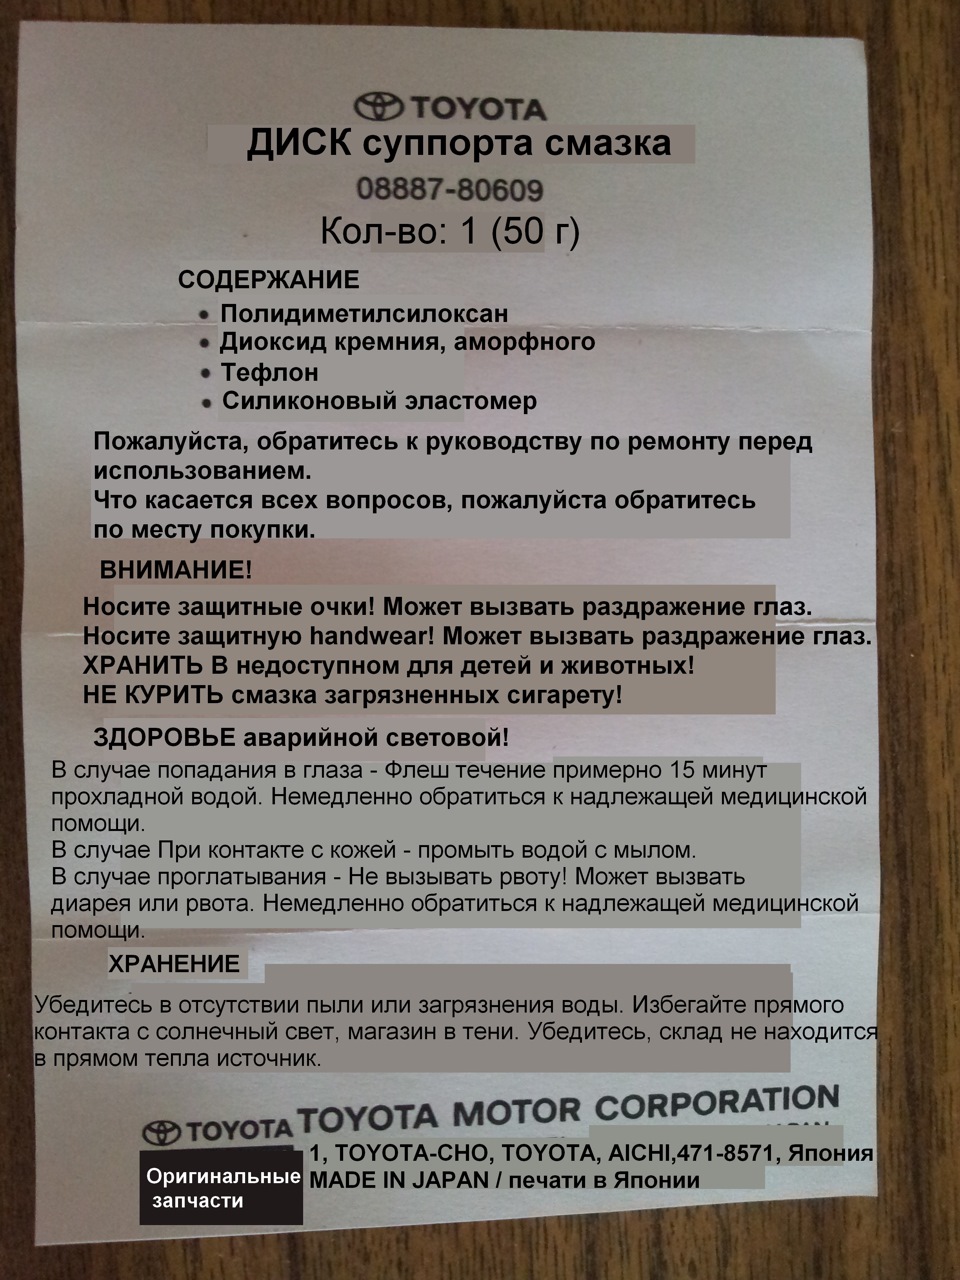 TOYOTA
ДИСК суппорта смазка
08887-80609
Кол-во: 1 (50 г)
СОДЕРЖАНИЕ
• Полидиметилсилоксан
• Диоксид кремния, аморфного
• Тефлон
• Силиконовый эластомер
Пожалуйста, обратитесь к руководству по ремонту перед
использованием.
Что касается всех вопросов, пожалуйста обратитесь
по месту покупки.
ВНИМАНИЕ!
Носите защитные очки! Может вызвать раздражение глаз.
Носите защитную handwear! Может вызвать раздражение глаз.
ХРАНИТЬ В недоступном для детей и животных!
НЕ КУРИТЬ смазка загрязненных сигарету!
ЗДОРОВЬЕ аварийной световой!
В случае попадания в глаза - Флеш течение примерно 15 минут
прохладной водой. Немедленно обратиться к надлежащей медицинской
помощи.
В случае При контакте с кожей - промыть водой с мылом.
В случае проглатывания - Не вызывать рвоту! Может вызвать
диарея или рвота. Немедленно обратиться к надлежащей медицинской
помощи.
ХРАНЕНИЕ
Убедитесь в отсутствии пыли или загрязнения воды. Избегайте прямого
контакта с солнечный свет, магазин в тени. Убедитесь, склад не находится
в прямом тепла источник.
TOYOTA TOYOTA MOTOR CORPORATION
1, TOYOTA-CHO, TOYOTA, AICHI,471-8571, Япония
MADE IN JAPAN / печати в Японии
Оригинальные
запчасти